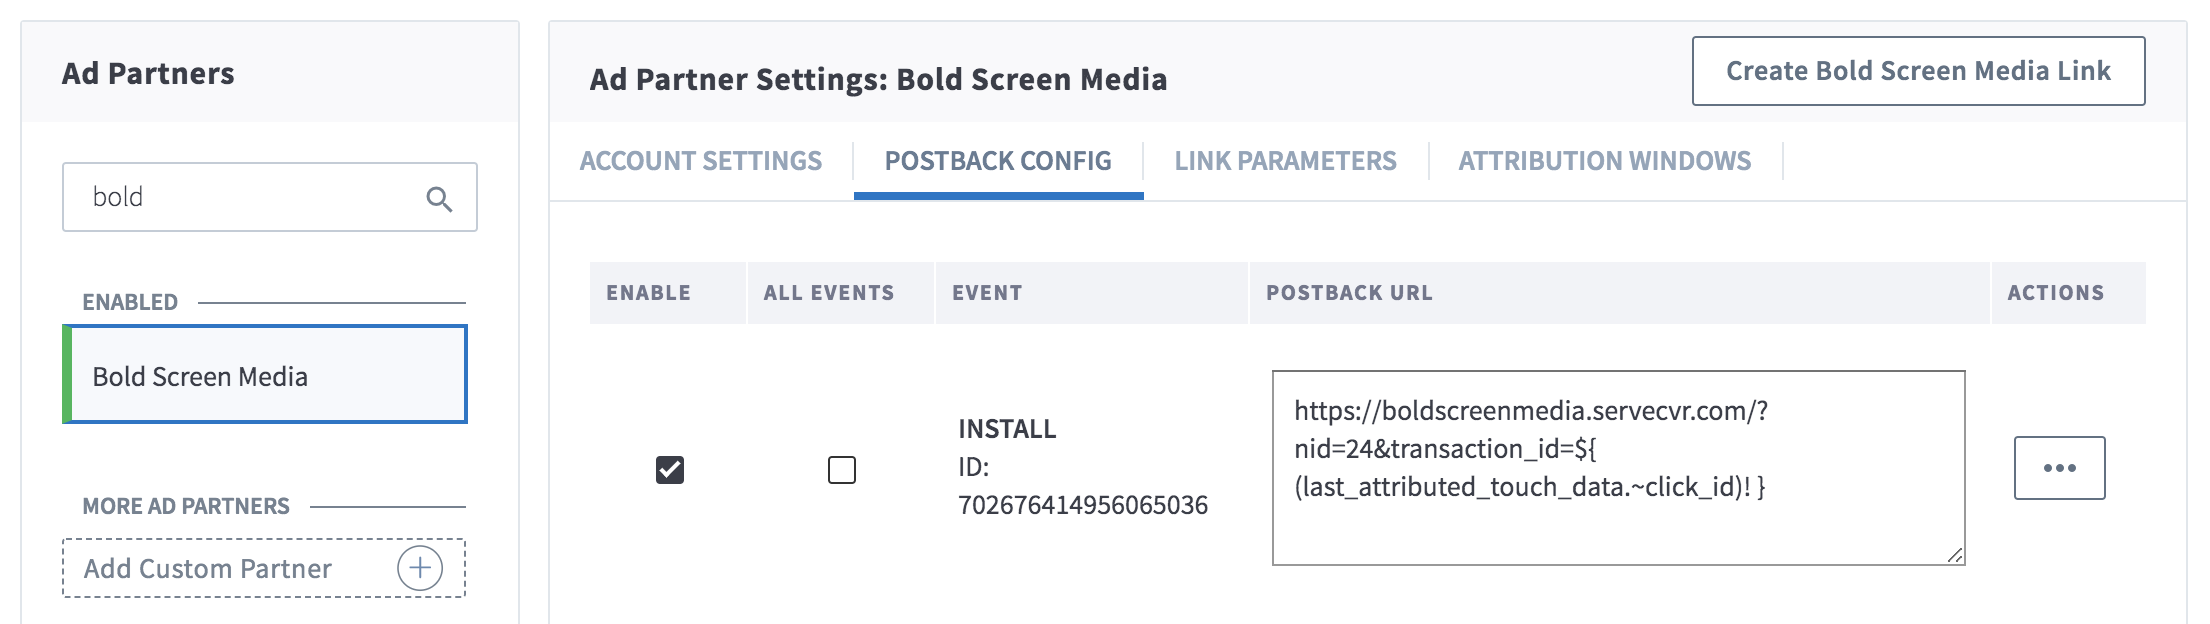 Ad Partners
bold
ENABLED
Bold Screen Media
MORE AD PARTNERS
Add Custom Partner
Ad Partner Settings: Bold Screen Media
Create Bold Screen Media Link
ACCOUNT SETTINGS
POSTBACK CONFIG
LINK PARAMETERS
ATTRIBUTION WINDOWS
ENABLE
ALL EVENTS
EVENT
POSTBACK URL
ACTIONS
INSTALL
ID:
702676414956065036
https://boldscreenmedia.servecvr.com/?
nid=24&transaction_id=${
(last_attributed_touch_data.~click_id)! }